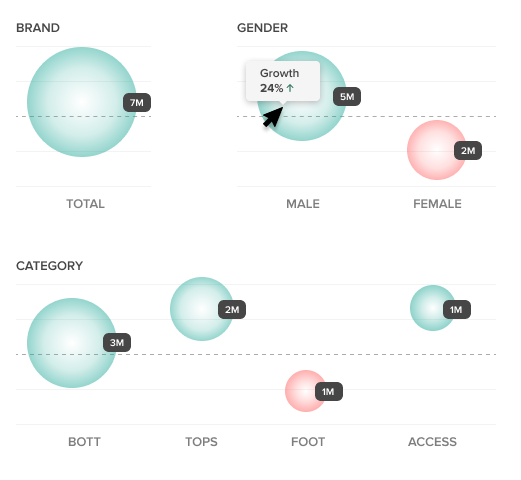 BRAND
GENDER
Growth
24% ↑
7M
5M
2M
TOTAL
MALE
FEMALE
CATEGORY
3M
2M
1M
1M
BOTT
TOPS
FOOT
ACCESS